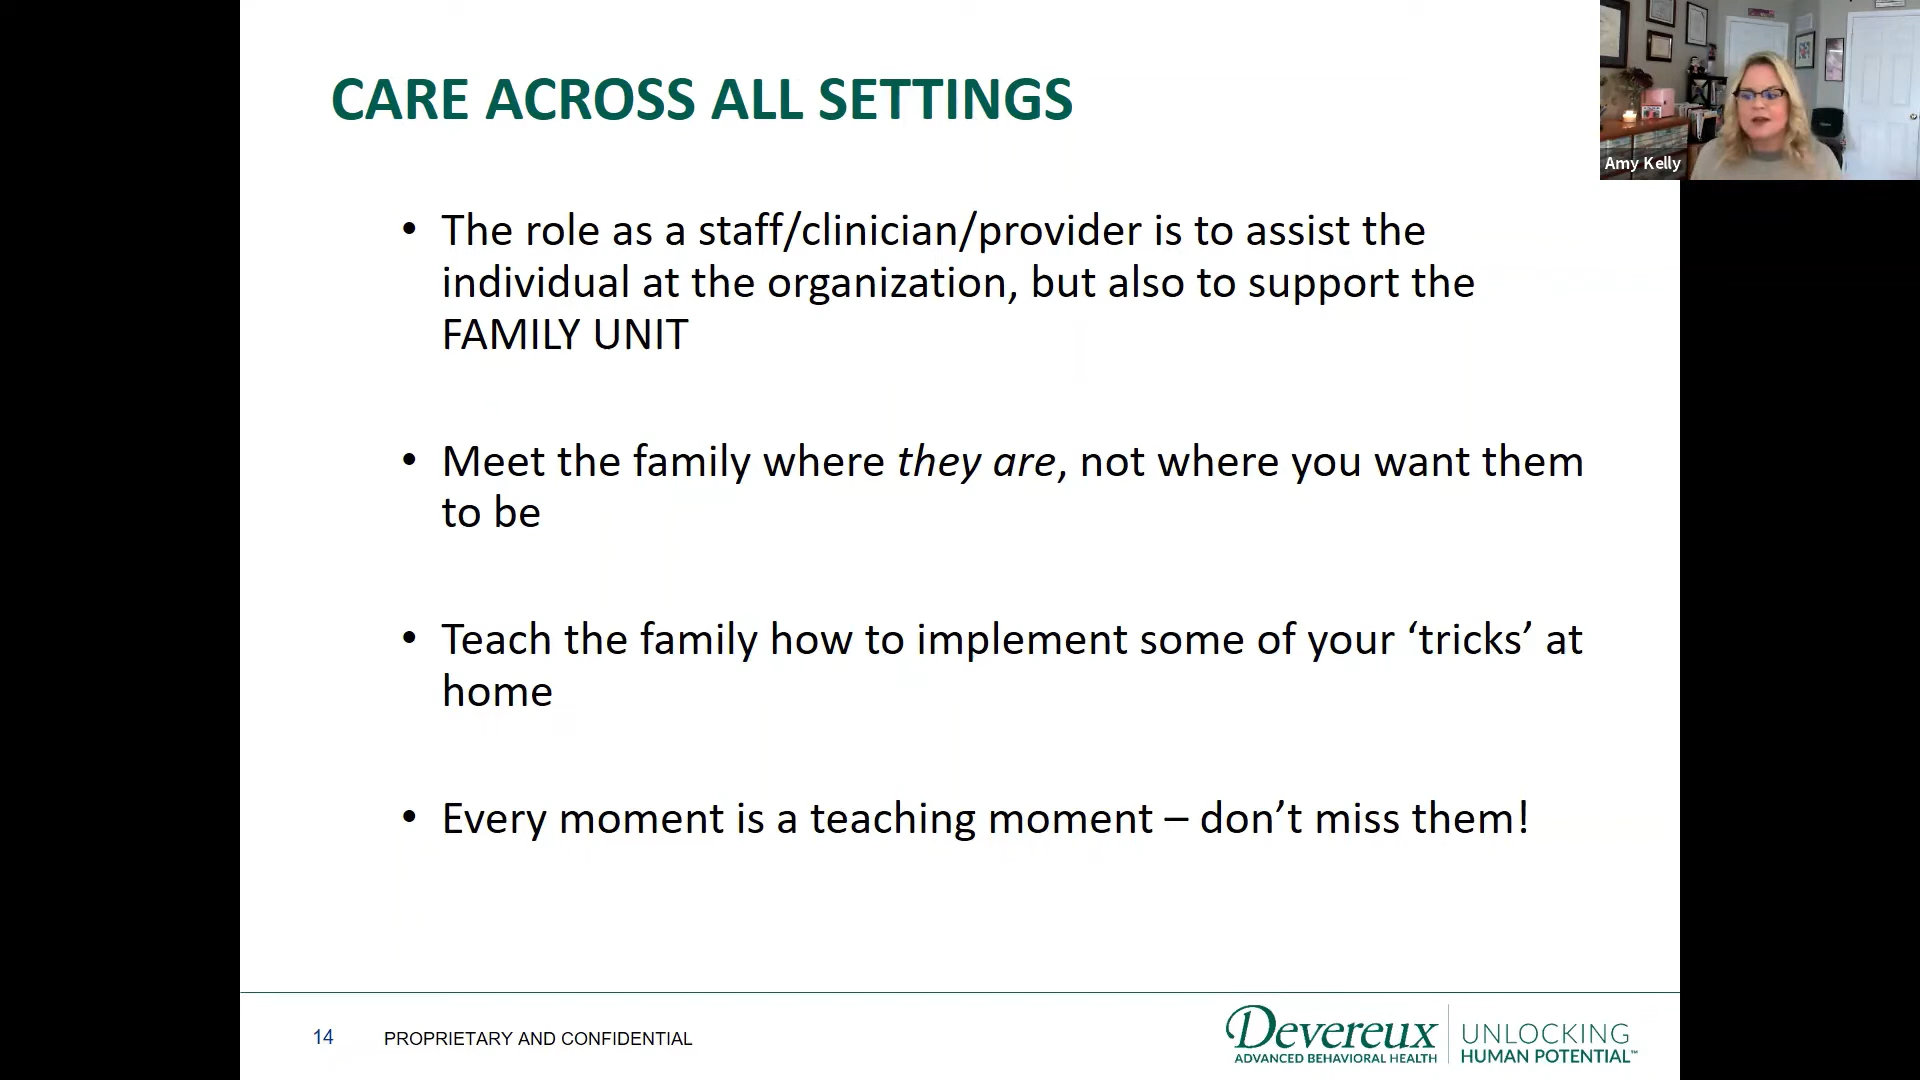 CARE ACROSS ALL SETTINGS
Amy Kelly
• The role as a staff/clinician/provider is to assist the
individual at the organization, but also to support the
FAMILY UNIT
• Meet the family where they are, not where you want them
to be
• Teach the family how to implement some of your ‘tricks’ at
home
• Every moment is a teaching moment – don’t miss them!
14 PROPRIETARY AND CONFIDENTIAL
Devereux
ADVANCED BEHAVIORAL HEALTH
UNLOCKING
HUMAN POTENTIAL™